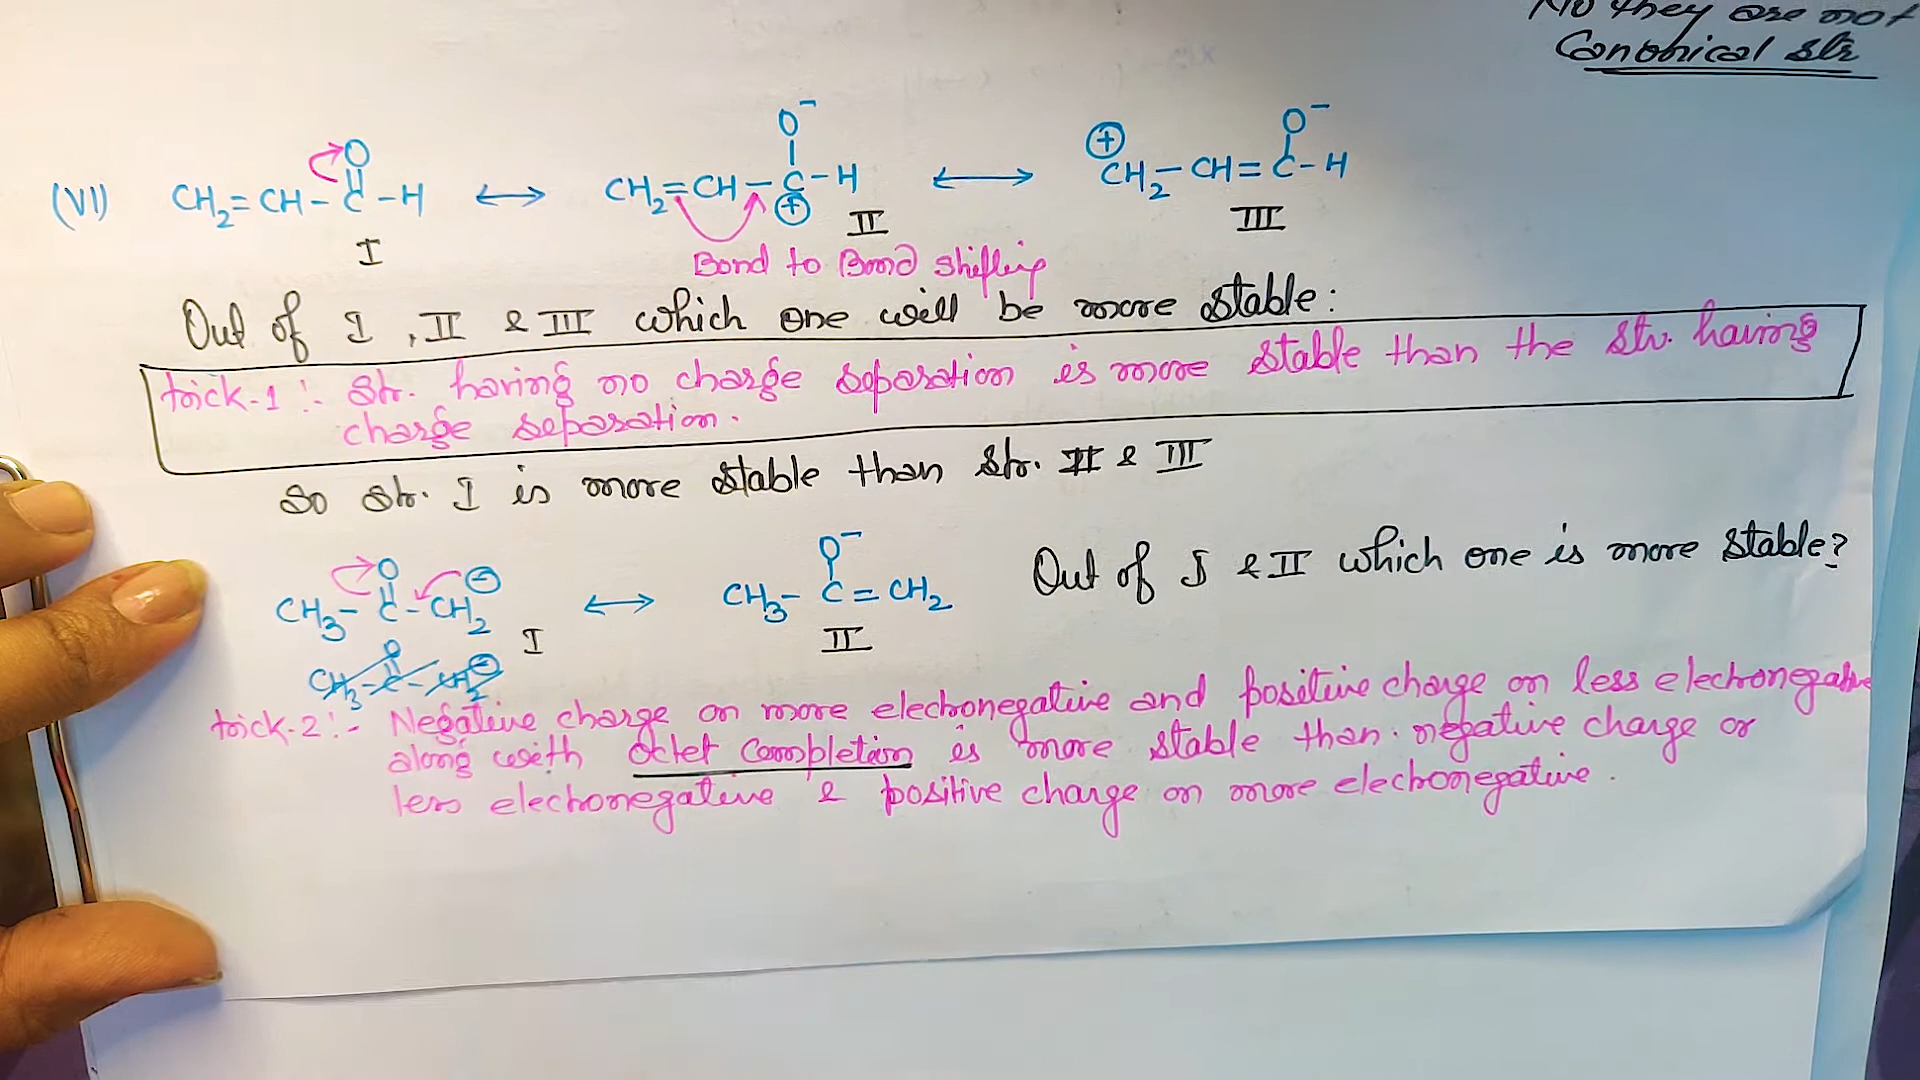 No they are not
Canonical str
(VI) CH2=CH-C-H ↔ CH2=CH-C-H ↔ CH2-CH=C-H
O O- + O-
+
I II III
Bond to Bond shifting
Out of I, II & III which one will be more stable:
trick-1:- Str. having no charge separation is more stable than the str. having
charge separation.
So str. I is more stable than str. II & III
O - O-
CH3-C-CH2 ↔ CH3-C=CH2 Out of I & II which one is more stable?
I II
trick-2:- Negative charge on more electronegative and positive charge on less electronegative
along with octet completion is more stable than negative charge or
less electronegative & positive charge on more electronegative.